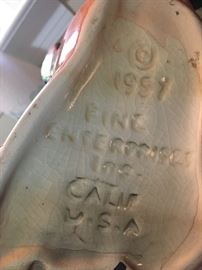 ©
1957
FINE
ENTERPRISES
Inc.
CALIF
U.S.A